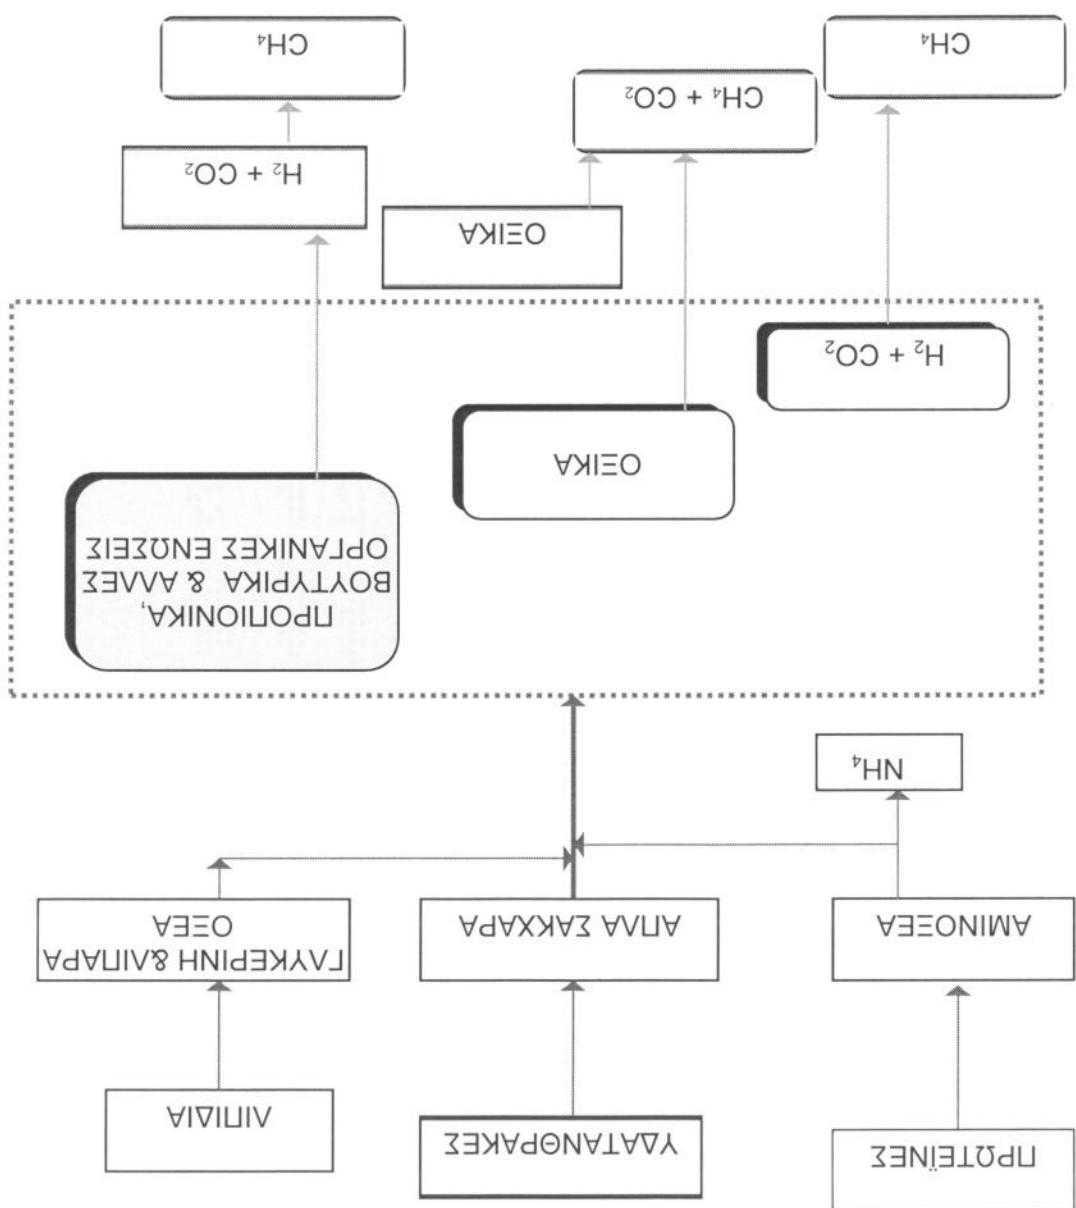 ΠΡΩΤΕΪΝΕΣ
ΥΔΑΤΑΝΘΡΑΚΕΣ
ΛΙΠΙΔΙΑ
ΑΜΙΝΟΞΕΑ
ΑΠΛΑ ΣΑΚΧΑΡΑ
ΓΛΥΚΕΡΙΝΗ &ΛΙΠΑΡΑ
ΟΞΕΑ
NH₄
ΠΡΟΠΙΟΝΙΚΑ,
ΒΟΥΤΥΡΙΚΑ & ΑΛΛΕΣ
ΟΡΓΑΝΙΚΕΣ ΕΝΩΣΕΙΣ
ΟΞΙΚΑ
H₂ + CO₂
ΟΞΙΚΑ
H₂ + CO₂
CH₄
CH₄ + CO₂
CH₄